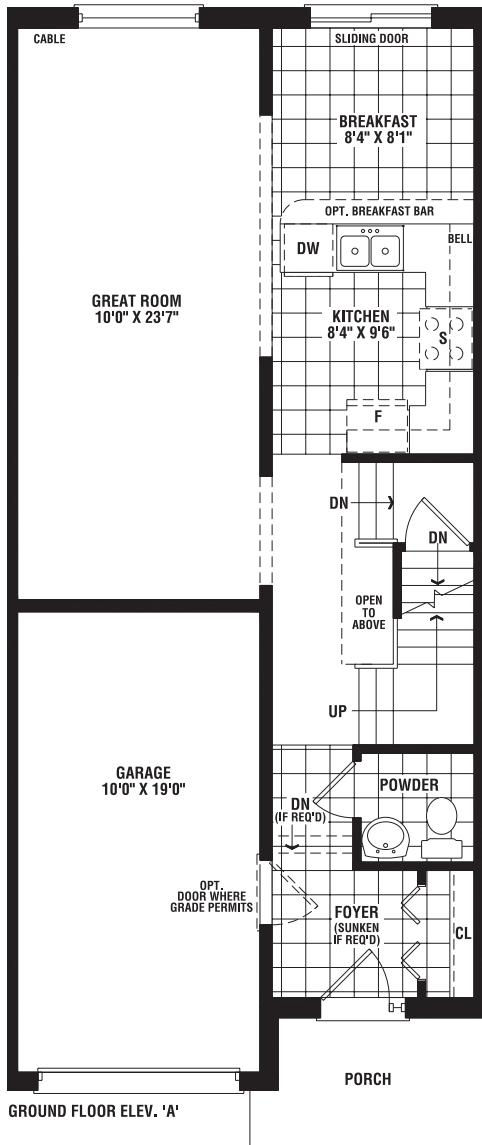 CABLE
SLIDING DOOR
BREAKFAST
8'4" X 8'1"
OPT. BREAKFAST BAR
DW
BELL
GREAT ROOM
10'0" X 23'7"
KITCHEN
8'4" X 9'6"
S
F
DN
DN
OPEN
TO
ABOVE
UP
GARAGE
10'0" X 19'0"
POWDER
DN
(IF REQ'D)
OPT.
DOOR WHERE
GRADE PERMITS
FOYER
(SUNKEN
IF REQ'D)
CL
PORCH
GROUND FLOOR ELEV. 'A'